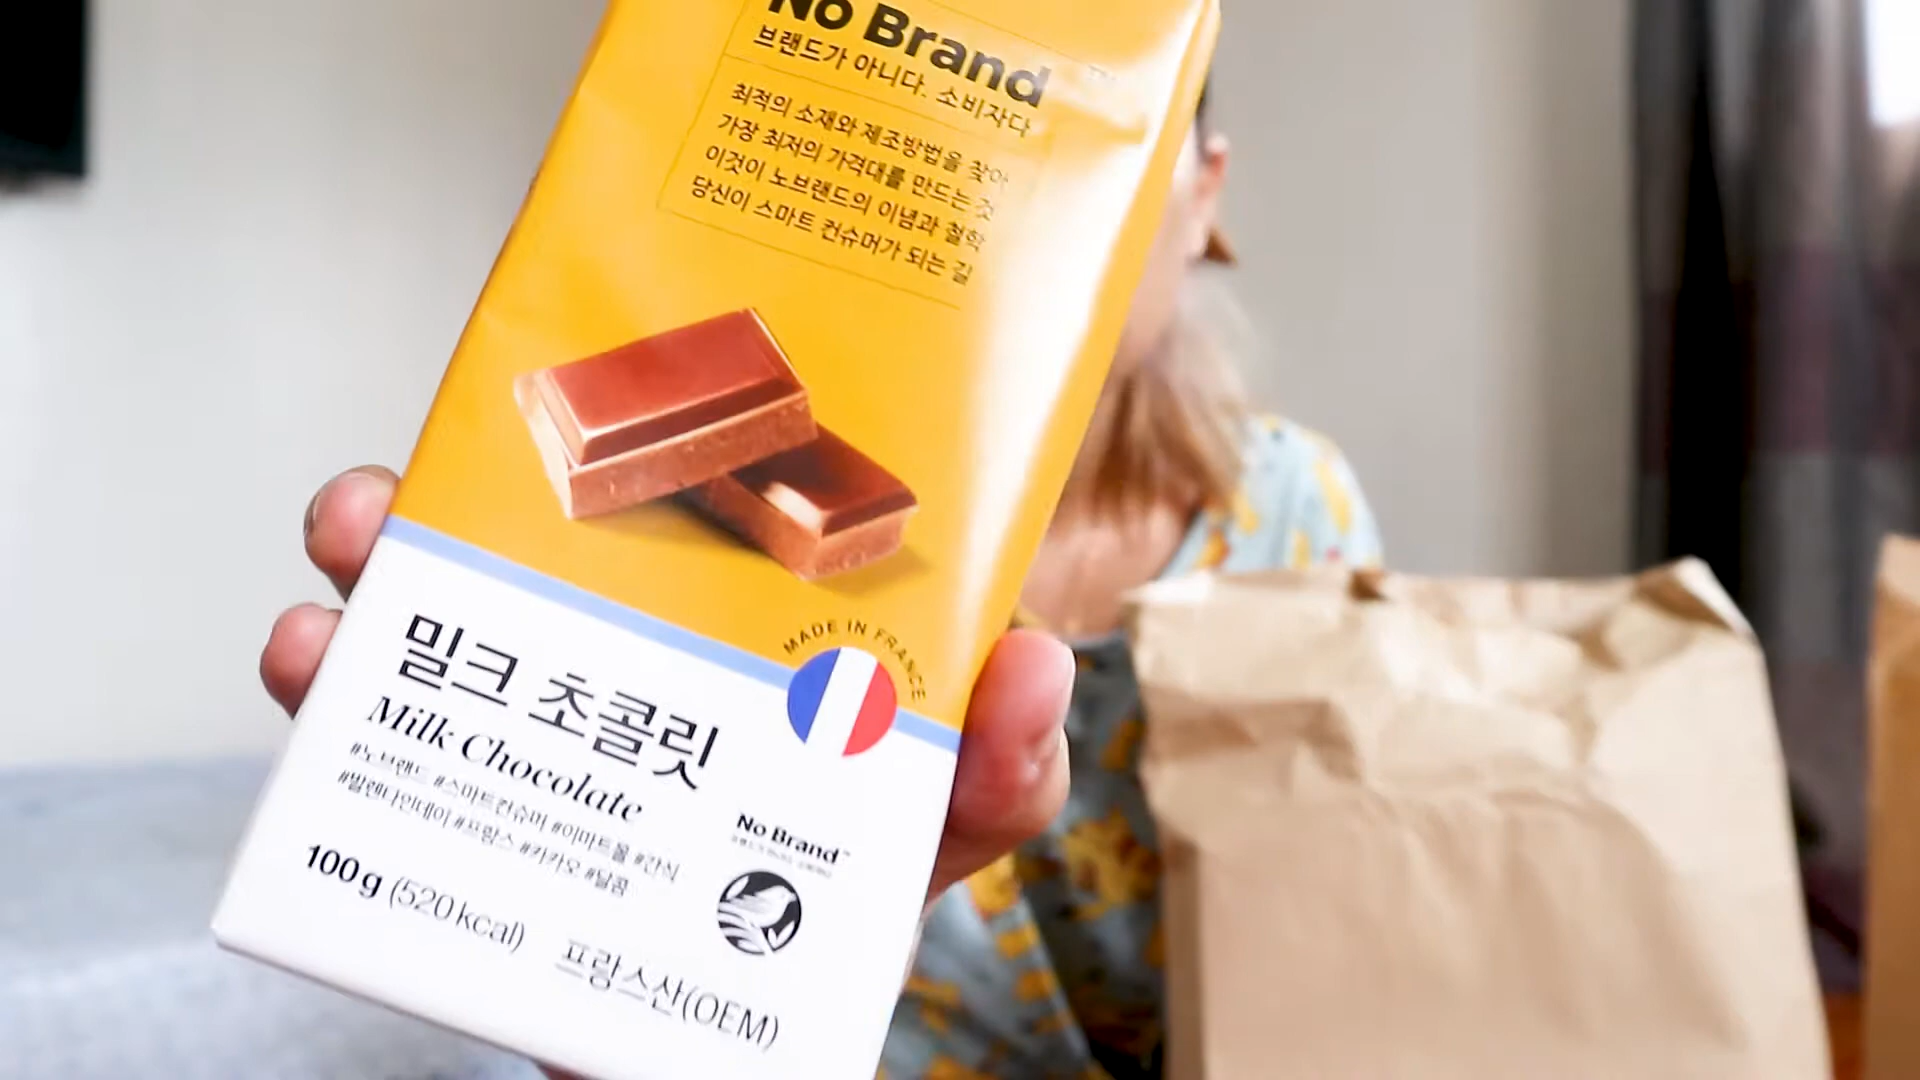 No Brand
브랜드가 아니다. 소비자다
최적의 소재와 제조방법을 찾아
가장 최저의 가격대를 만드는 것
이것이 노브랜드의 이념과 철학
당신이 스마트 컨슈머가 되는 길
MADE IN FRANCE
밀크 초콜릿
Milk Chocolate
#노브랜드 #스마트컨슈머 #이마트몰 #간식
#발렌타인데이 #프랑스 #카카오 #달콤
No Brand™
100g (520kcal)
프랑스산(OEM)